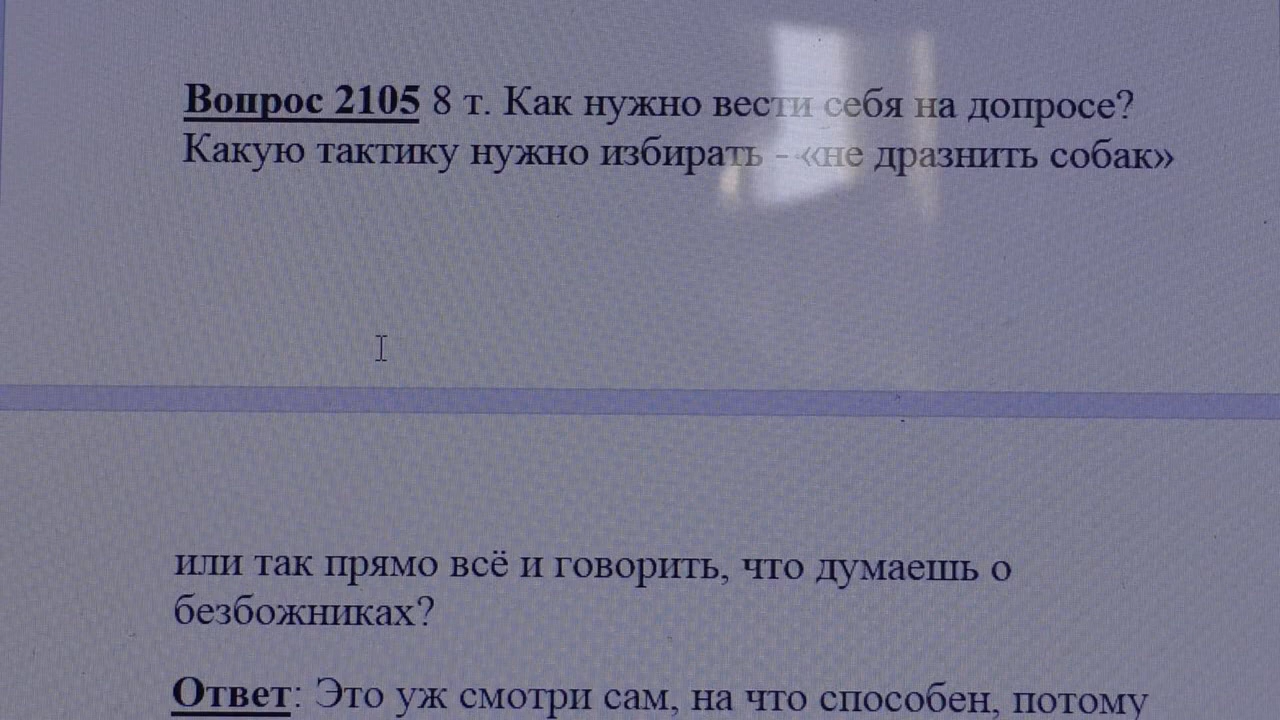 Вопрос 2105 8 т. Как нужно вести себя на допросе?
Какую тактику нужно избирать - «не дразнить собак»
или так прямо всё и говорить, что думаешь о
безбожниках?
Ответ: Это уж смотри сам, на что способен, потому